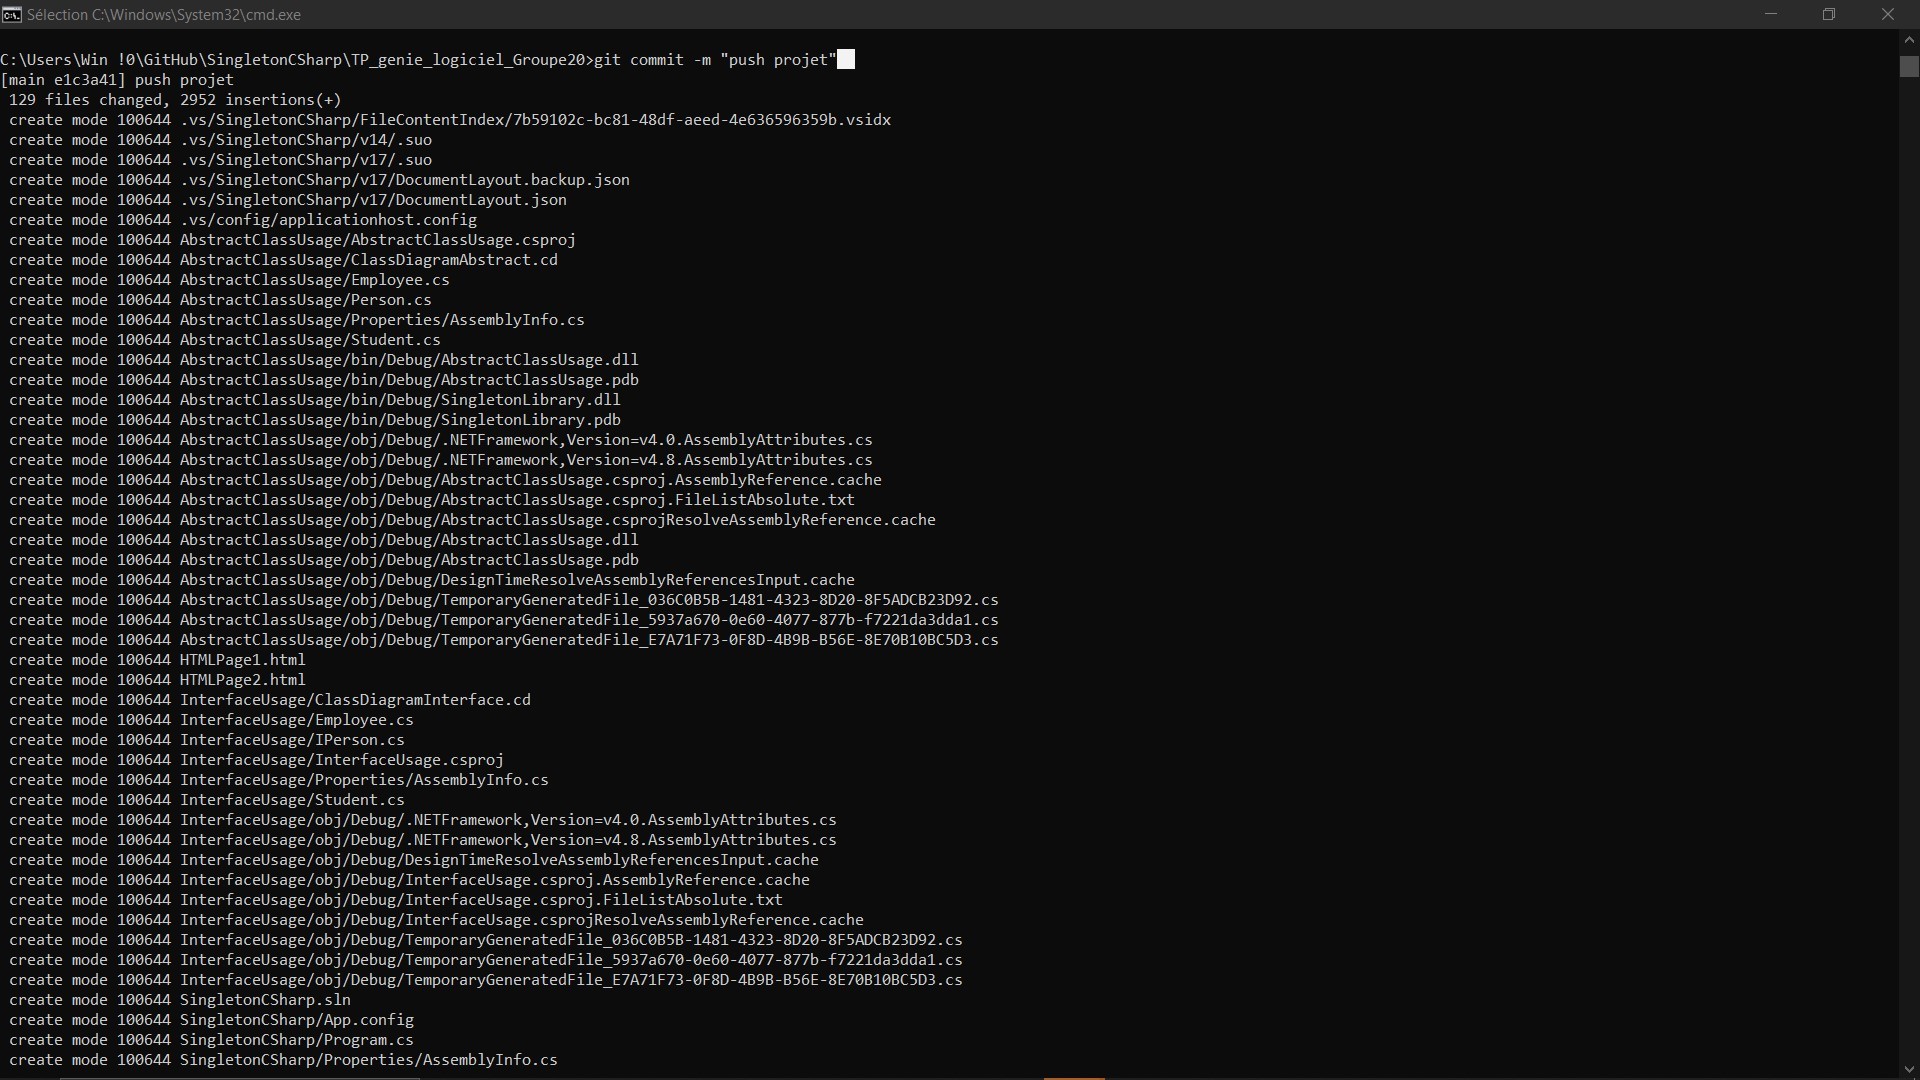 Sélection C:\Windows\System32\cmd.exe
C:\Users\Win !0\GitHub\SingletonCSharp\TP_genie_logiciel_Groupe20>git commit -m "push projet"
[main e1c3a41] push projet
 129 files changed, 2952 insertions(+)
 create mode 100644 .vs/SingletonCSharp/FileContentIndex/7b59102c-bc81-48df-aeed-4e636596359b.vsidx
 create mode 100644 .vs/SingletonCSharp/v14/.suo
 create mode 100644 .vs/SingletonCSharp/v17/.suo
 create mode 100644 .vs/SingletonCSharp/v17/DocumentLayout.backup.json
 create mode 100644 .vs/SingletonCSharp/v17/DocumentLayout.json
 create mode 100644 .vs/config/applicationhost.config
 create mode 100644 AbstractClassUsage/AbstractClassUsage.csproj
 create mode 100644 AbstractClassUsage/ClassDiagramAbstract.cd
 create mode 100644 AbstractClassUsage/Employee.cs
 create mode 100644 AbstractClassUsage/Person.cs
 create mode 100644 AbstractClassUsage/Properties/AssemblyInfo.cs
 create mode 100644 AbstractClassUsage/Student.cs
 create mode 100644 AbstractClassUsage/bin/Debug/AbstractClassUsage.dll
 create mode 100644 AbstractClassUsage/bin/Debug/AbstractClassUsage.pdb
 create mode 100644 AbstractClassUsage/bin/Debug/SingletonLibrary.dll
 create mode 100644 AbstractClassUsage/bin/Debug/SingletonLibrary.pdb
 create mode 100644 AbstractClassUsage/obj/Debug/.NETFramework,Version=v4.0.AssemblyAttributes.cs
 create mode 100644 AbstractClassUsage/obj/Debug/.NETFramework,Version=v4.8.AssemblyAttributes.cs
 create mode 100644 AbstractClassUsage/obj/Debug/AbstractClassUsage.csproj.AssemblyReference.cache
 create mode 100644 AbstractClassUsage/obj/Debug/AbstractClassUsage.csproj.FileListAbsolute.txt
 create mode 100644 AbstractClassUsage/obj/Debug/AbstractClassUsage.csprojResolveAssemblyReference.cache
 create mode 100644 AbstractClassUsage/obj/Debug/AbstractClassUsage.dll
 create mode 100644 AbstractClassUsage/obj/Debug/AbstractClassUsage.pdb
 create mode 100644 AbstractClassUsage/obj/Debug/DesignTimeResolveAssemblyReferencesInput.cache
 create mode 100644 AbstractClassUsage/obj/Debug/TemporaryGeneratedFile_036C0B5B-1481-4323-8D20-8F5ADCB23D92.cs
 create mode 100644 AbstractClassUsage/obj/Debug/TemporaryGeneratedFile_5937a670-0e60-4077-877b-f7221da3dda1.cs
 create mode 100644 AbstractClassUsage/obj/Debug/TemporaryGeneratedFile_E7A71F73-0F8D-4B9B-B56E-8E70B10BC5D3.cs
 create mode 100644 HTMLPage1.html
 create mode 100644 HTMLPage2.html
 create mode 100644 InterfaceUsage/ClassDiagramInterface.cd
 create mode 100644 InterfaceUsage/Employee.cs
 create mode 100644 InterfaceUsage/IPerson.cs
 create mode 100644 InterfaceUsage/InterfaceUsage.csproj
 create mode 100644 InterfaceUsage/Properties/AssemblyInfo.cs
 create mode 100644 InterfaceUsage/Student.cs
 create mode 100644 InterfaceUsage/obj/Debug/.NETFramework,Version=v4.0.AssemblyAttributes.cs
 create mode 100644 InterfaceUsage/obj/Debug/.NETFramework,Version=v4.8.AssemblyAttributes.cs
 create mode 100644 InterfaceUsage/obj/Debug/DesignTimeResolveAssemblyReferencesInput.cache
 create mode 100644 InterfaceUsage/obj/Debug/InterfaceUsage.csproj.AssemblyReference.cache
 create mode 100644 InterfaceUsage/obj/Debug/InterfaceUsage.csproj.FileListAbsolute.txt
 create mode 100644 InterfaceUsage/obj/Debug/InterfaceUsage.csprojResolveAssemblyReference.cache
 create mode 100644 InterfaceUsage/obj/Debug/TemporaryGeneratedFile_036C0B5B-1481-4323-8D20-8F5ADCB23D92.cs
 create mode 100644 InterfaceUsage/obj/Debug/TemporaryGeneratedFile_5937a670-0e60-4077-877b-f7221da3dda1.cs
 create mode 100644 InterfaceUsage/obj/Debug/TemporaryGeneratedFile_E7A71F73-0F8D-4B9B-B56E-8E70B10BC5D3.cs
 create mode 100644 SingletonCSharp.sln
 create mode 100644 SingletonCSharp/App.config
 create mode 100644 SingletonCSharp/Program.cs
 create mode 100644 SingletonCSharp/Properties/AssemblyInfo.cs